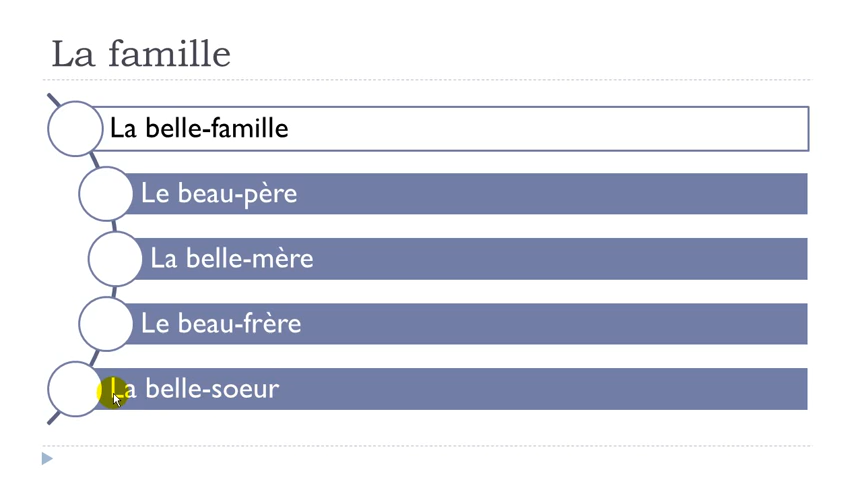 La famille
La belle-famille
Le beau-père
La belle-mère
Le beau-frère
La belle-soeur